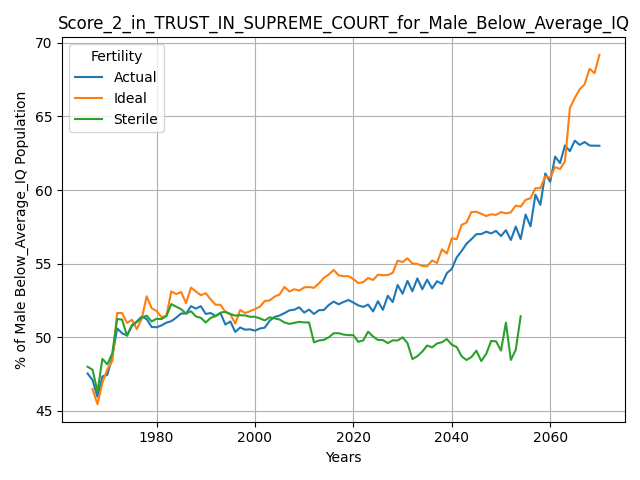 Score_2_in_TRUST_IN_SUPREME_COURT_for_Male_Below_Average_IQ
% of Male Below_Average_IQ Population
70
65
60
55
50
45
Fertility
Actual
Ideal
Sterile
1980 2000 2020 2040 2060
Years